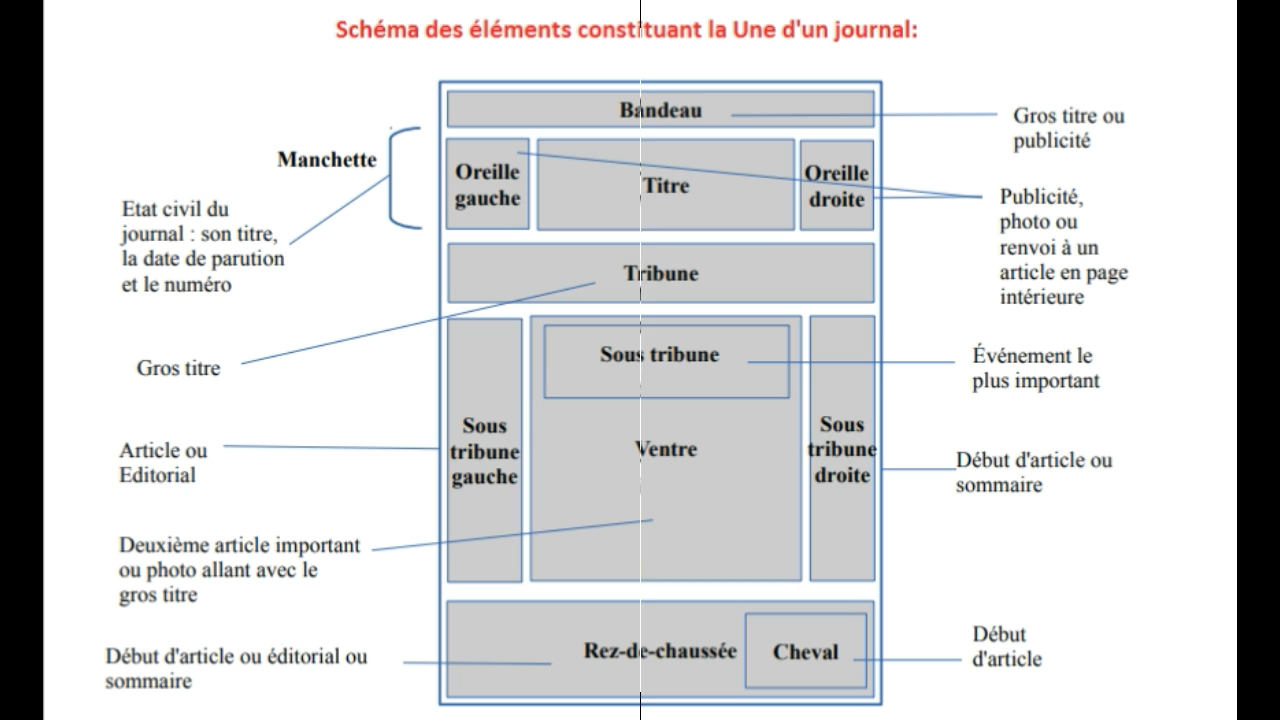 Schéma des éléments constituant la Une d'un journal:
Bandeau
Gros titre ou
publicité
Manchette
Oreille
gauche
Titre
Oreille
droite
Etat civil du
journal : son titre,
la date de parution
et le numéro
Publicité,
photo ou
renvoi à un
article en page
intérieure
Tribune
Gros titre
Sous tribune
Événement le
plus important
Sous
tribune
gauche
Ventre
Sous
tribune
droite
Article ou
Editorial
Début d'article ou
sommaire
Deuxième article important
ou photo allant avec le
gros titre
Rez-de-chaussée
Cheval
Début
d'article
Début d'article ou éditorial ou
sommaire